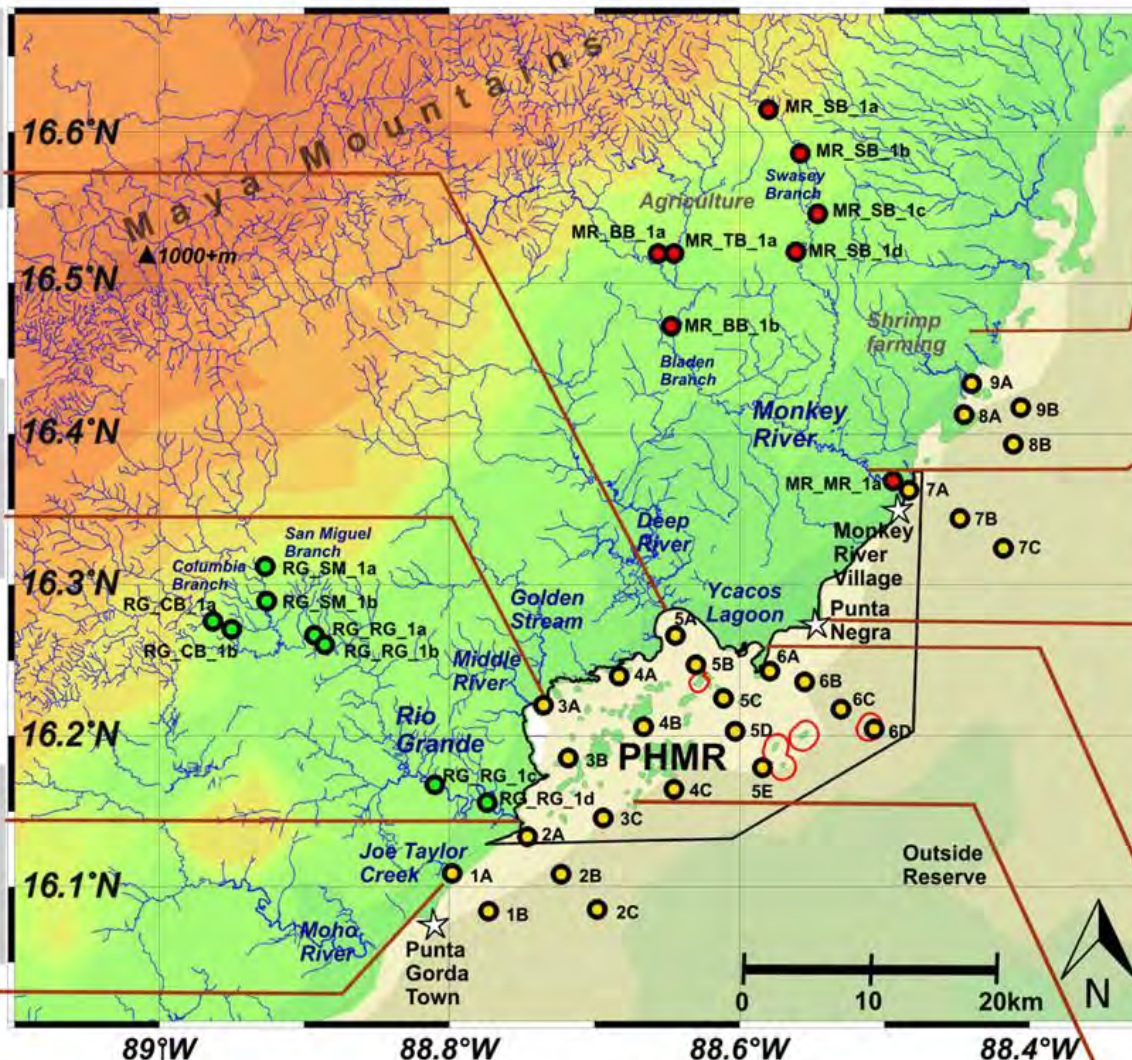 Maya Mountains
1000+m
16.6°N
16.5°N
16.4°N
16.3°N
16.2°N
16.1°N
MR_SB_1a
MR_SB_1b
Swasey
Branch
Agriculture
MR_SB_1c
MR_BB_1a
MR_TB_1a
MR_SB_1d
MR_BB_1b
Bladen
Branch
Shrimp
farming
9A
9B
8A
8B
Monkey
River
MR_MR_1a
7A
7B
7C
Monkey
River
Village
Punta
Negra
Deep
River
Ycacos
Lagoon
San Miguel
Branch
RG_SM_1a
Columbia
Branch
RG_SM_1b
RG_CB_1a
RG_CB_1b
RG_RG_1a
RG_RG_1b
Golden
Stream
Middle
River
Rio
Grande
RG_RG_1c
RG_RG_1d
3A
3B
3C
4A
4B
4C
5A
5B
5C
5D
5E
6A
6B
6C
6D
PHMR
Joe Taylor
Creek
1A
1B
2A
2B
2C
Moho
River
Punta
Gorda
Town
Outside
Reserve
N
0 10 20km
89°W 88.8°W 88.6°W 88.4°W